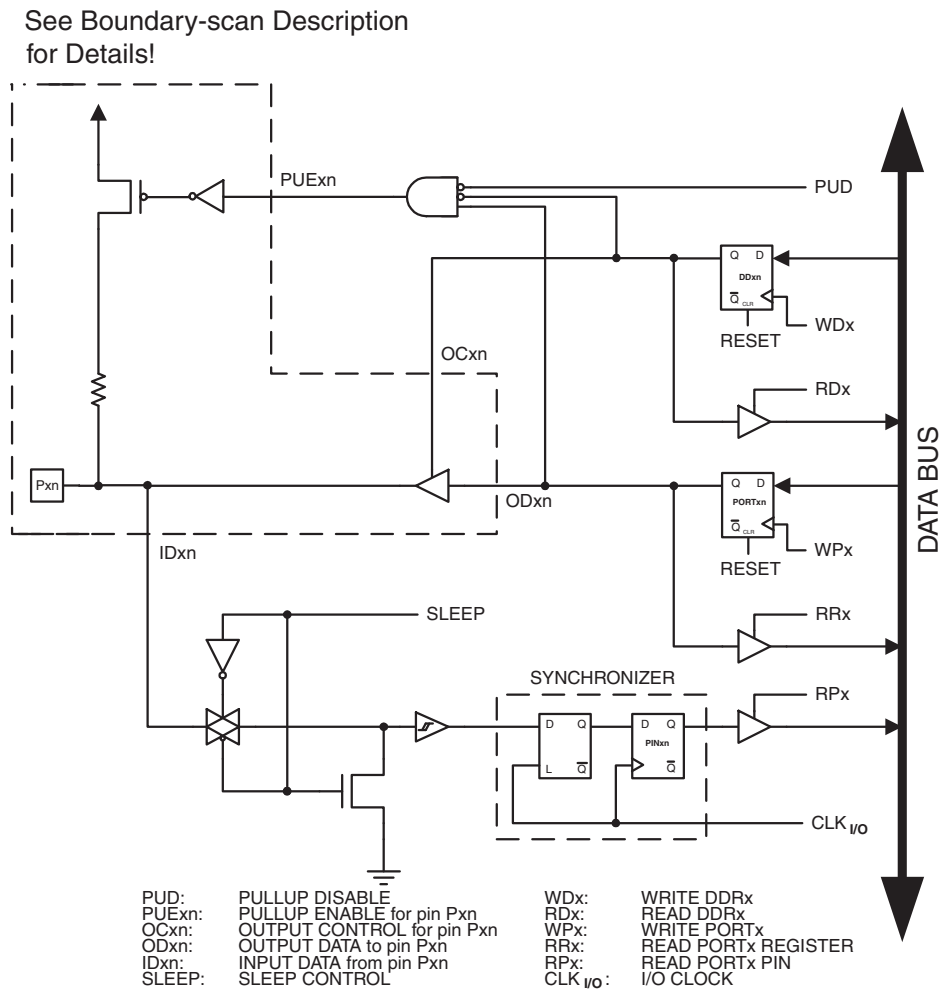 See Boundary-scan Description
for Details!
PUExn
PUD
Q D
DDxn
Q CLR
WDx
RESET
OCxn
RDx
Pxn
ODxn
Q D
PORTxn
Q CLR
WPx
RESET
IDxn
SLEEP
RRx
SYNCHRONIZER
RPx
D Q
L Q
D Q
PINxn
Q
CLK I/O
DATA BUS
PUD: PULLUP DISABLE
PUExn: PULLUP ENABLE for pin Pxn
OCxn: OUTPUT CONTROL for pin Pxn
ODxn: OUTPUT DATA to pin Pxn
IDxn: INPUT DATA from pin Pxn
SLEEP: SLEEP CONTROL
WDx: WRITE DDRx
RDx: READ DDRx
WPx: WRITE PORTx
RRx: READ PORTx REGISTER
RPx: READ PORTx PIN
CLK I/O: I/O CLOCK